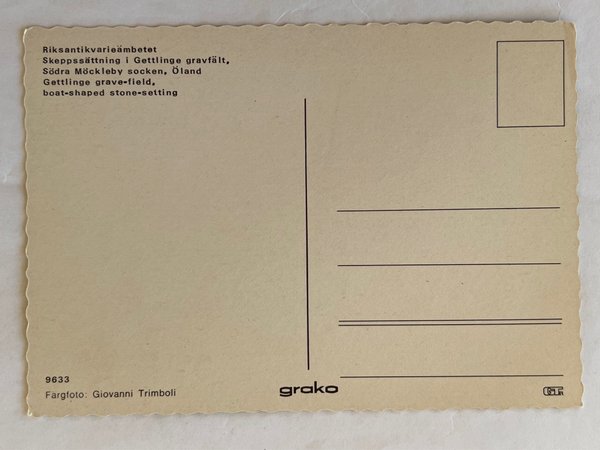 Riksantikvarieämbetet
Skeppssättning i Gettlinge gravfält,
Södra Möckleby socken, Öland
Gettlinge grave-field,
boat-shaped stone-setting
9633
Färgfoto: Giovanni Trimboli
grako